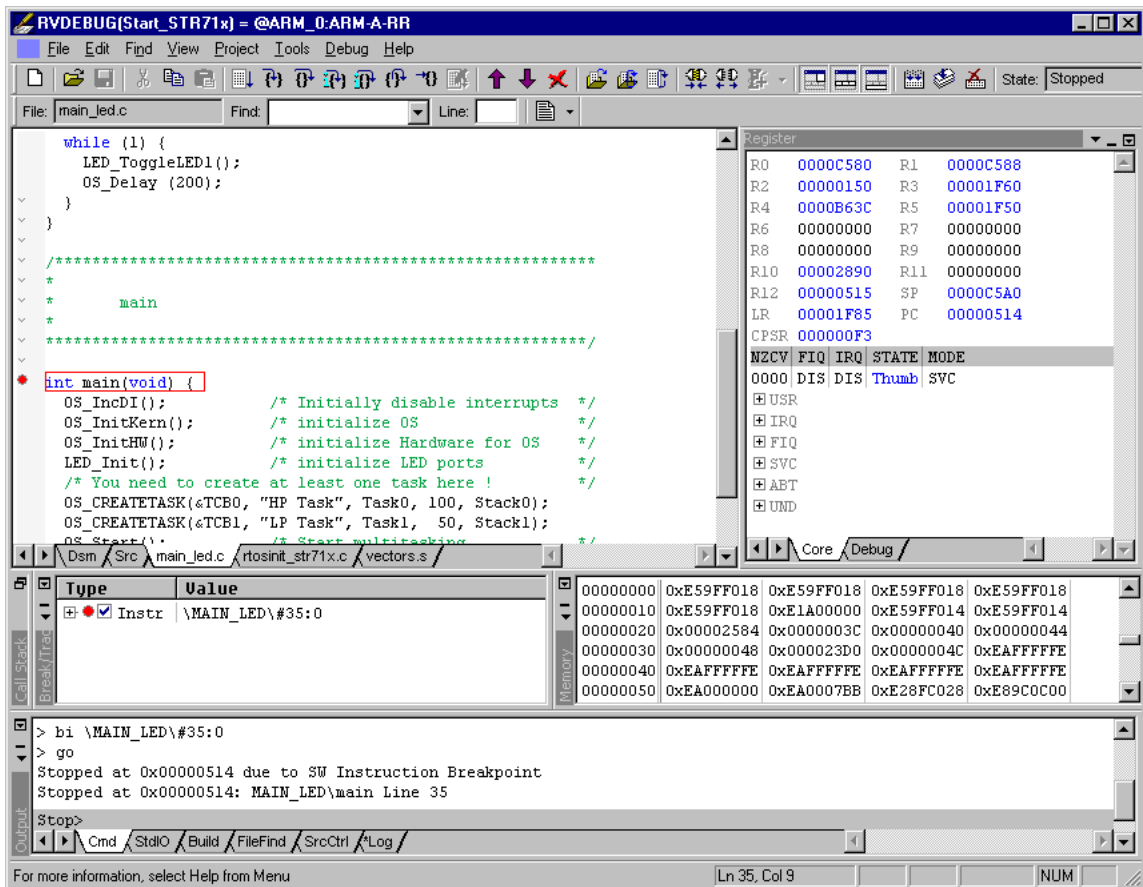 RVDEBUG(Start_STR71x) = @ARM_0:ARM-A-RR
File Edit Find View Project Tools Debug Help
State: Stopped
File: main_led.c Find: Line:
while (1) {
LED_ToggleLED1();
OS_Delay (200);
}
}
/**********************************************************
*
* main
*
**********************************************************/
int main(void) {
OS_IncDI(); /* Initially disable interrupts */
OS_InitKern(); /* initialize OS */
OS_InitHW(); /* initialize Hardware for OS */
LED_Init(); /* initialize LED ports */
/* You need to create at least one task here ! */
OS_CREATETASK(&TCB0, "HP Task", Task0, 100, Stack0);
OS_CREATETASK(&TCB1, "LP Task", Task1, 50, Stack1);
OS_Start(); /* Start multitasking */
Dsm Src main_led.c rtosinit_str71x.c vectors.s
Register
R0 0000C580 R1 0000C588
R2 00000150 R3 00001F60
R4 0000B63C R5 00001F50
R6 00000000 R7 00000000
R8 00000000 R9 00000000
R10 00002890 R11 00000000
R12 00000515 SP 0000C5A0
LR 00001F85 PC 00000514
CPSR 000000F3
NZCV FIQ IRQ STATE MODE
0000 DIS DIS Thumb SVC
USR
IRQ
FIQ
SVC
ABT
UND
Core Debug
Call Stack
Break/Trac
Type Value
Instr \MAIN_LED\#35:0
Memory
00000000 0xE59FF018 0xE59FF018 0xE59FF018 0xE59FF018
00000010 0xE59FF018 0xE1A00000 0xE59FF014 0xE59FF014
00000020 0x00002584 0x0000003C 0x00000040 0x00000044
00000030 0x00000048 0x000023D0 0x0000004C 0xEAFFFFFE
00000040 0xEAFFFFFE 0xEAFFFFFE 0xEAFFFFFE 0xEAFFFFFE
00000050 0xEA000000 0xEA0007BB 0xE28FC028 0xE89C0C00
Output
> bi \MAIN_LED\#35:0
> go
Stopped at 0x00000514 due to SW Instruction Breakpoint
Stopped at 0x00000514: MAIN_LED\main Line 35
Stop>
Cmd StdIO Build FileFind SrcCtrl *Log
For more information, select Help from Menu
Ln 35, Col 9
NUM